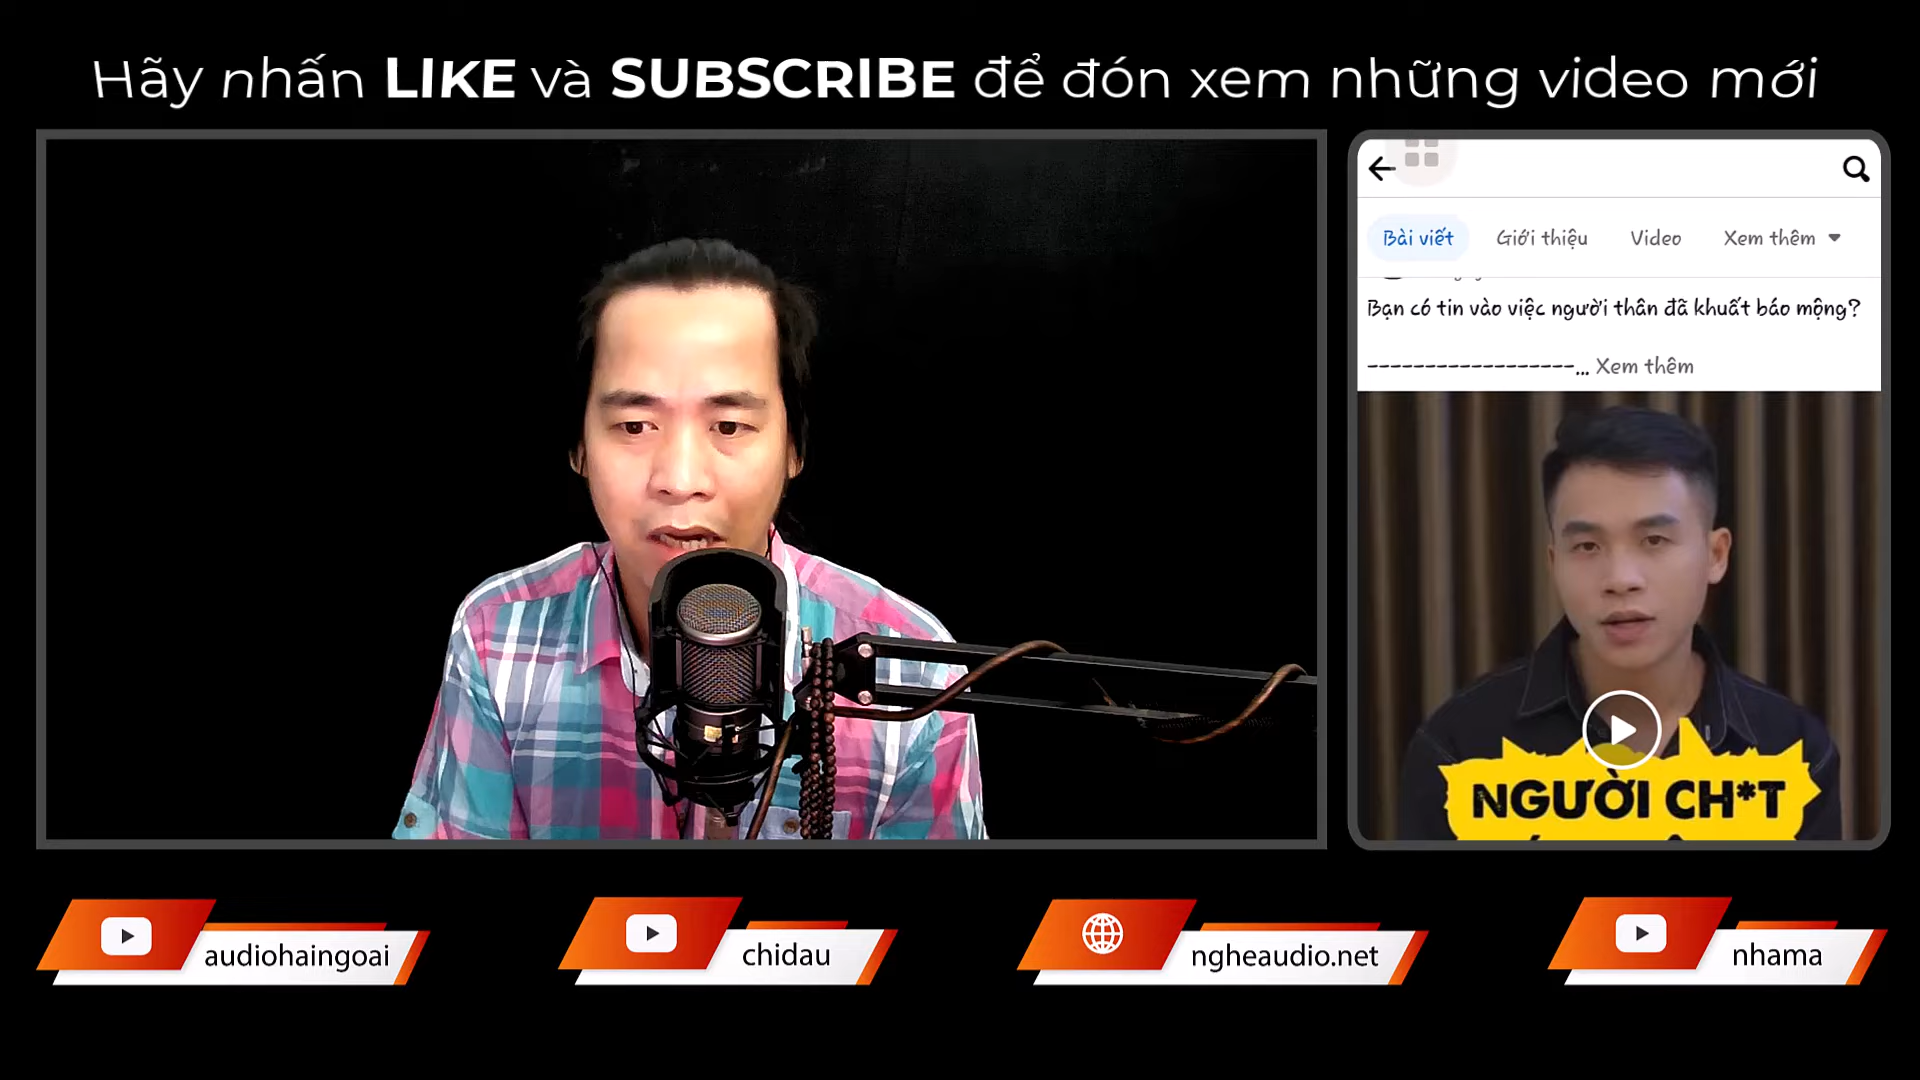 Hãy nhấn LIKE và SUBSCRIBE để đón xem những video mới
Bài viết
Giới thiệu
Video
Xem thêm
Bạn có tin vào việc người thân đã khuất báo mộng?
------------------... Xem thêm
NGƯỜI CH*T
audiohaingoai
chidau
ngheaudio.net
nhama